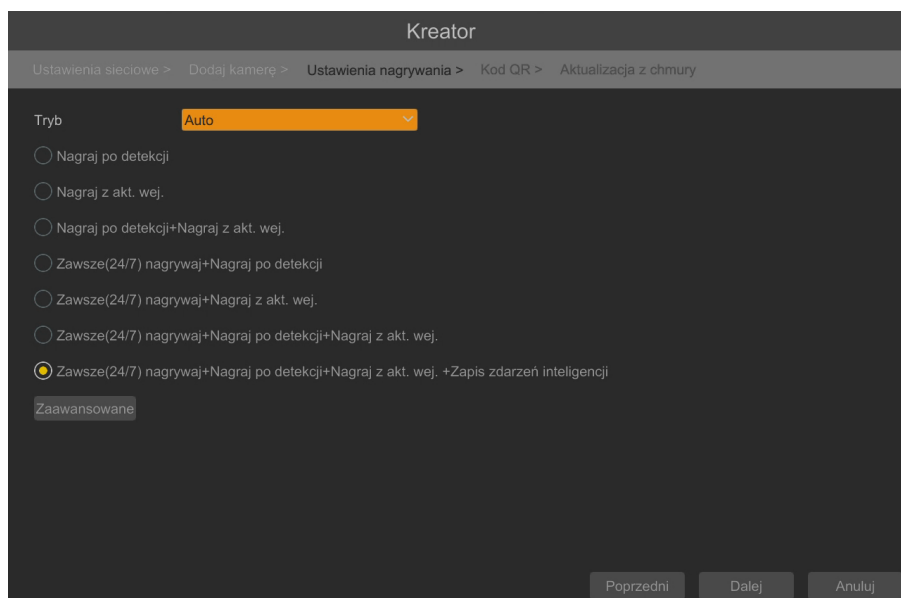 Kreator
Ustawienia sieciowe > Dodaj kamerę > Ustawienia nagrywania > Kod QR > Aktualizacja z chmury
Tryb Auto
Nagraj po detekcji
Nagraj z akt. wej.
Nagraj po detekcji+Nagraj z akt. wej.
Zawsze(24/7) nagrywaj+Nagraj po detekcji
Zawsze(24/7) nagrywaj+Nagraj z akt. wej.
Zawsze(24/7) nagrywaj+Nagraj po detekcji+Nagraj z akt. wej.
Zawsze(24/7) nagrywaj+Nagraj po detekcji+Nagraj z akt. wej. +Zapis zdarzeń inteligencji
Zaawansowane
Poprzedni Dalej Anuluj